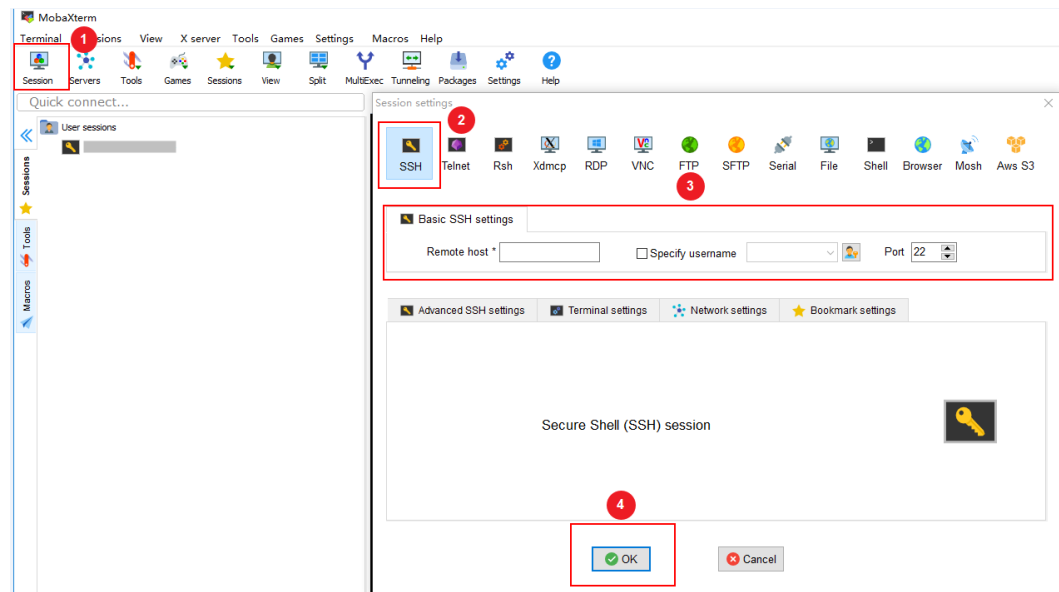 MobaXterm
Terminal Sessions View X server Tools Games Settings Macros Help
1
Session Servers Tools Games Sessions View Split MultiExec Tunneling Packages Settings Help
Quick connect...
Session settings
2
User sessions
SSH Telnet Rsh Xdmcp RDP VNC FTP SFTP Serial File Shell Browser Mosh Aws S3
3
Sessions
Tools
Macros
Basic SSH settings
Remote host * Specify username Port 22
Advanced SSH settings Terminal settings Network settings Bookmark settings
Secure Shell (SSH) session
4
OK Cancel